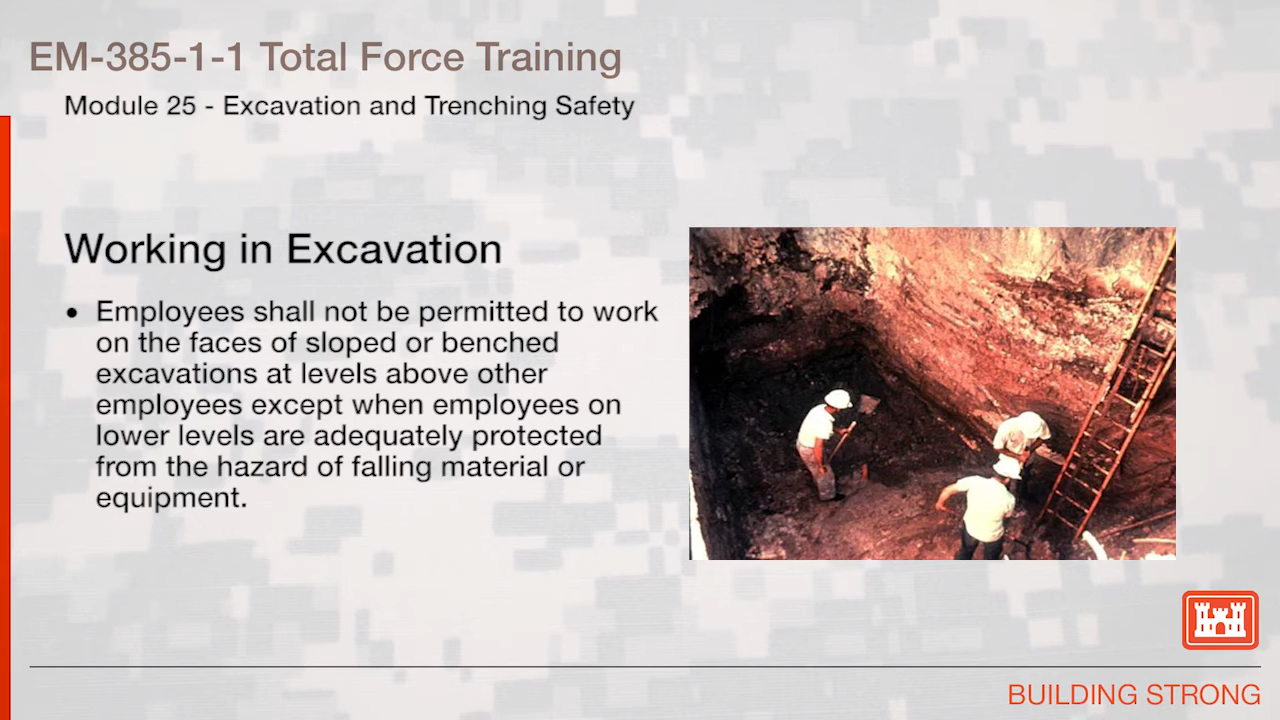 EM-385-1-1 Total Force Training
Module 25 - Excavation and Trenching Safety
Working in Excavation
• Employees shall not be permitted to work
on the faces of sloped or benched
excavations at levels above other
employees except when employees on
lower levels are adequately protected
from the hazard of falling material or
equipment.
BUILDING STRONG